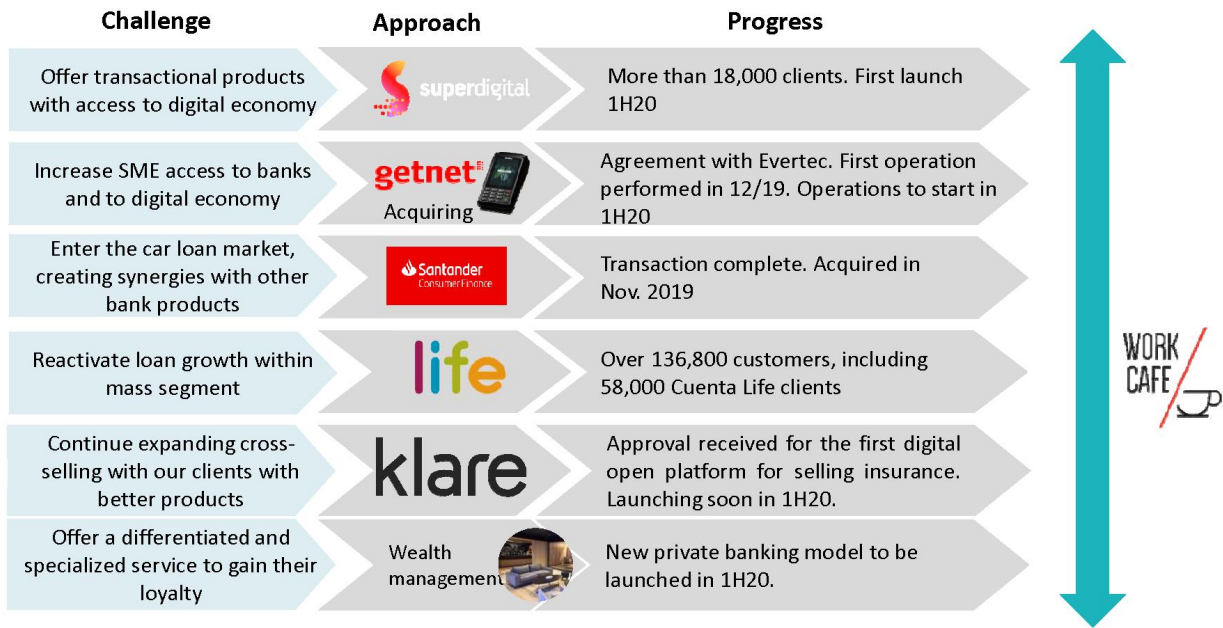 Challenge
Approach
Progress
Offer transactional products
with access to digital economy
superdigital
More than 18,000 clients. First launch
1H20
Increase SME access to banks
and to digital economy
getnet
Acquiring
Agreement with Evertec. First operation
performed in 12/19. Operations to start in
1H20
Enter the car loan market,
creating synergies with other
bank products
Santander
Consumer Finance
Transaction complete. Acquired in
Nov. 2019
Reactivate loan growth within
mass segment
life
Over 136,800 customers, including
58,000 Cuenta Life clients
Continue expanding cross-
selling with our clients with
better products
klare
Approval received for the first digital
open platform for selling insurance.
Launching soon in 1H20.
Offer a differentiated and
specialized service to gain their
loyalty
Wealth
management
New private banking model to be
launched in 1H20.
WORK
CAFE